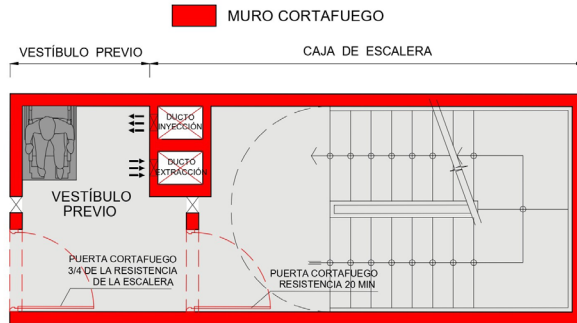 MURO CORTAFUEGO
VESTÍBULO PREVIO
CAJA DE ESCALERA
DUCTO
INYECCIÓN
DUCTO
EXTRACCIÓN
VESTÍBULO
PREVIO
PUERTA CORTAFUEGO
3/4 DE LA RESISTENCIA
DE LA ESCALERA
PUERTA CORTAFUEGO
RESISTENCIA 20 MIN